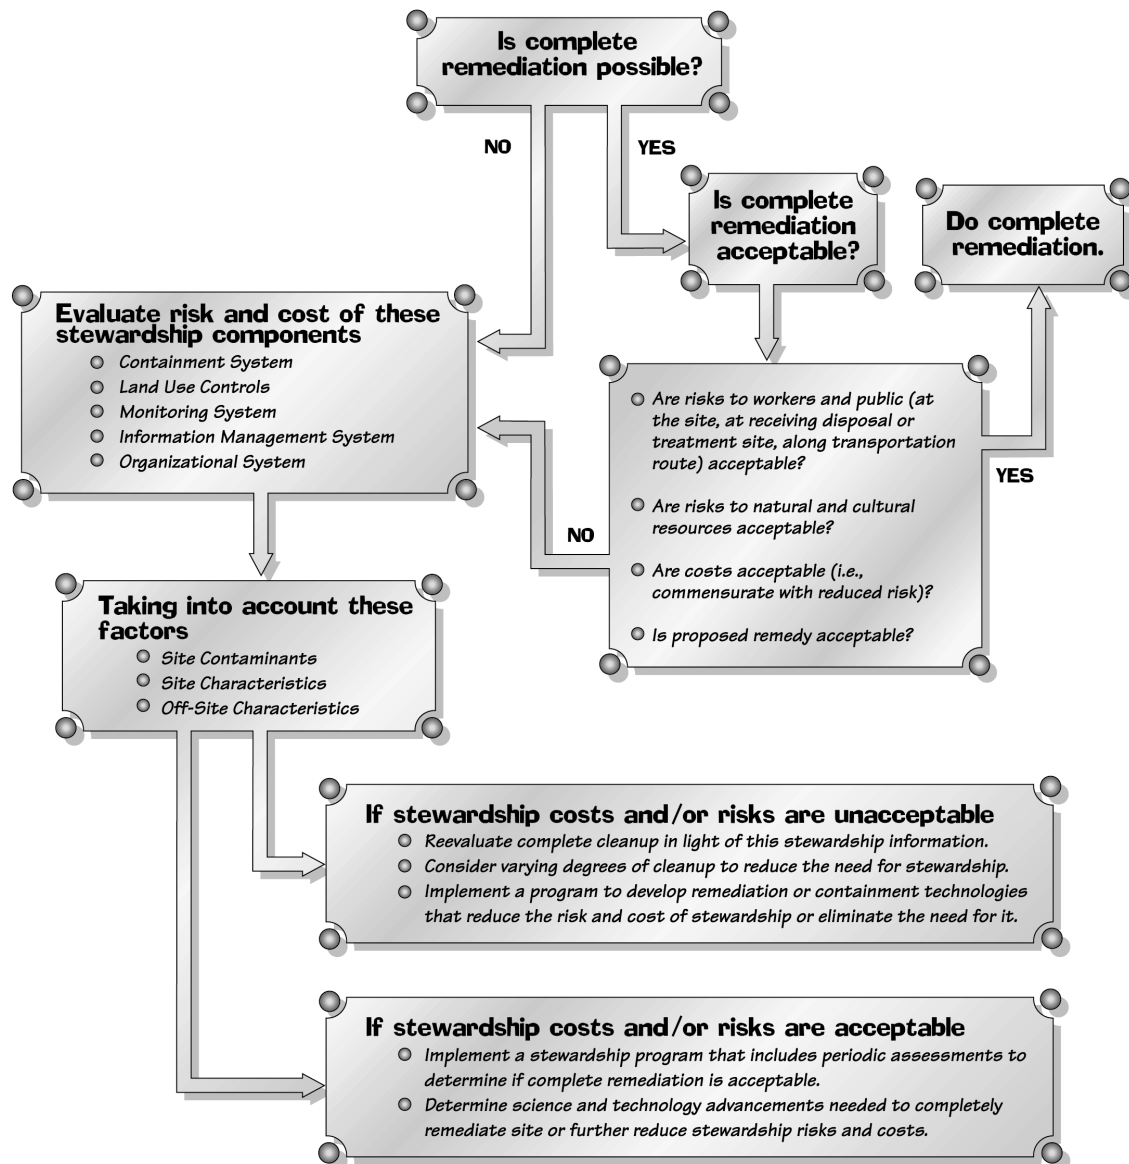 Is complete
remediation possible?
NO
YES
Is complete
remediation
acceptable?
Do complete
remediation.
Evaluate risk and cost of these
stewardship components
Containment System
Land Use Controls
Monitoring System
Information Management System
Organizational System
Are risks to workers and public (at
the site, at receiving disposal or
treatment site, along transportation
route) acceptable?
YES
Are risks to natural and cultural
resources acceptable?
NO
Are costs acceptable (i.e.,
commensurate with reduced risk)?
Is proposed remedy acceptable?
Taking into account these
factors
Site Contaminants
Site Characteristics
Off-Site Characteristics
If stewardship costs and/or risks are unacceptable
Reevaluate complete cleanup in light of this stewardship information.
Consider varying degrees of cleanup to reduce the need for stewardship.
Implement a program to develop remediation or containment technologies
that reduce the risk and cost of stewardship or eliminate the need for it.
If stewardship costs and/or risks are acceptable
Implement a stewardship program that includes periodic assessments to
determine if complete remediation is acceptable.
Determine science and technology advancements needed to completely
remediate site or further reduce stewardship risks and costs.